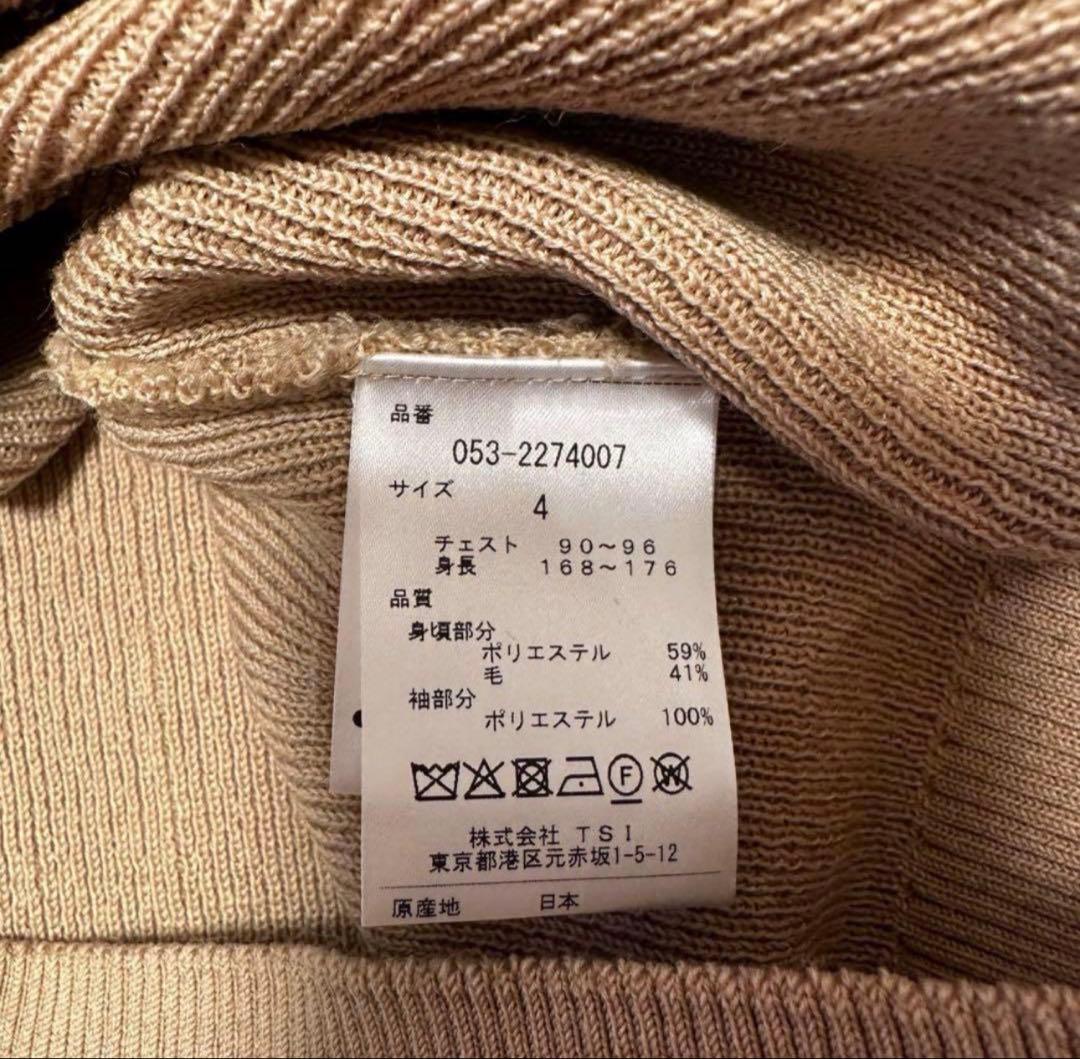 品番
053-2274007
サイズ
4
チェスト 90～96
身長 168～176
品質
身頃部分
ポリエステル 59%
毛 41%
袖部分
ポリエステル 100%
F W
株式会社 TSI
東京都港区元赤坂1-5-12
原産地 日本